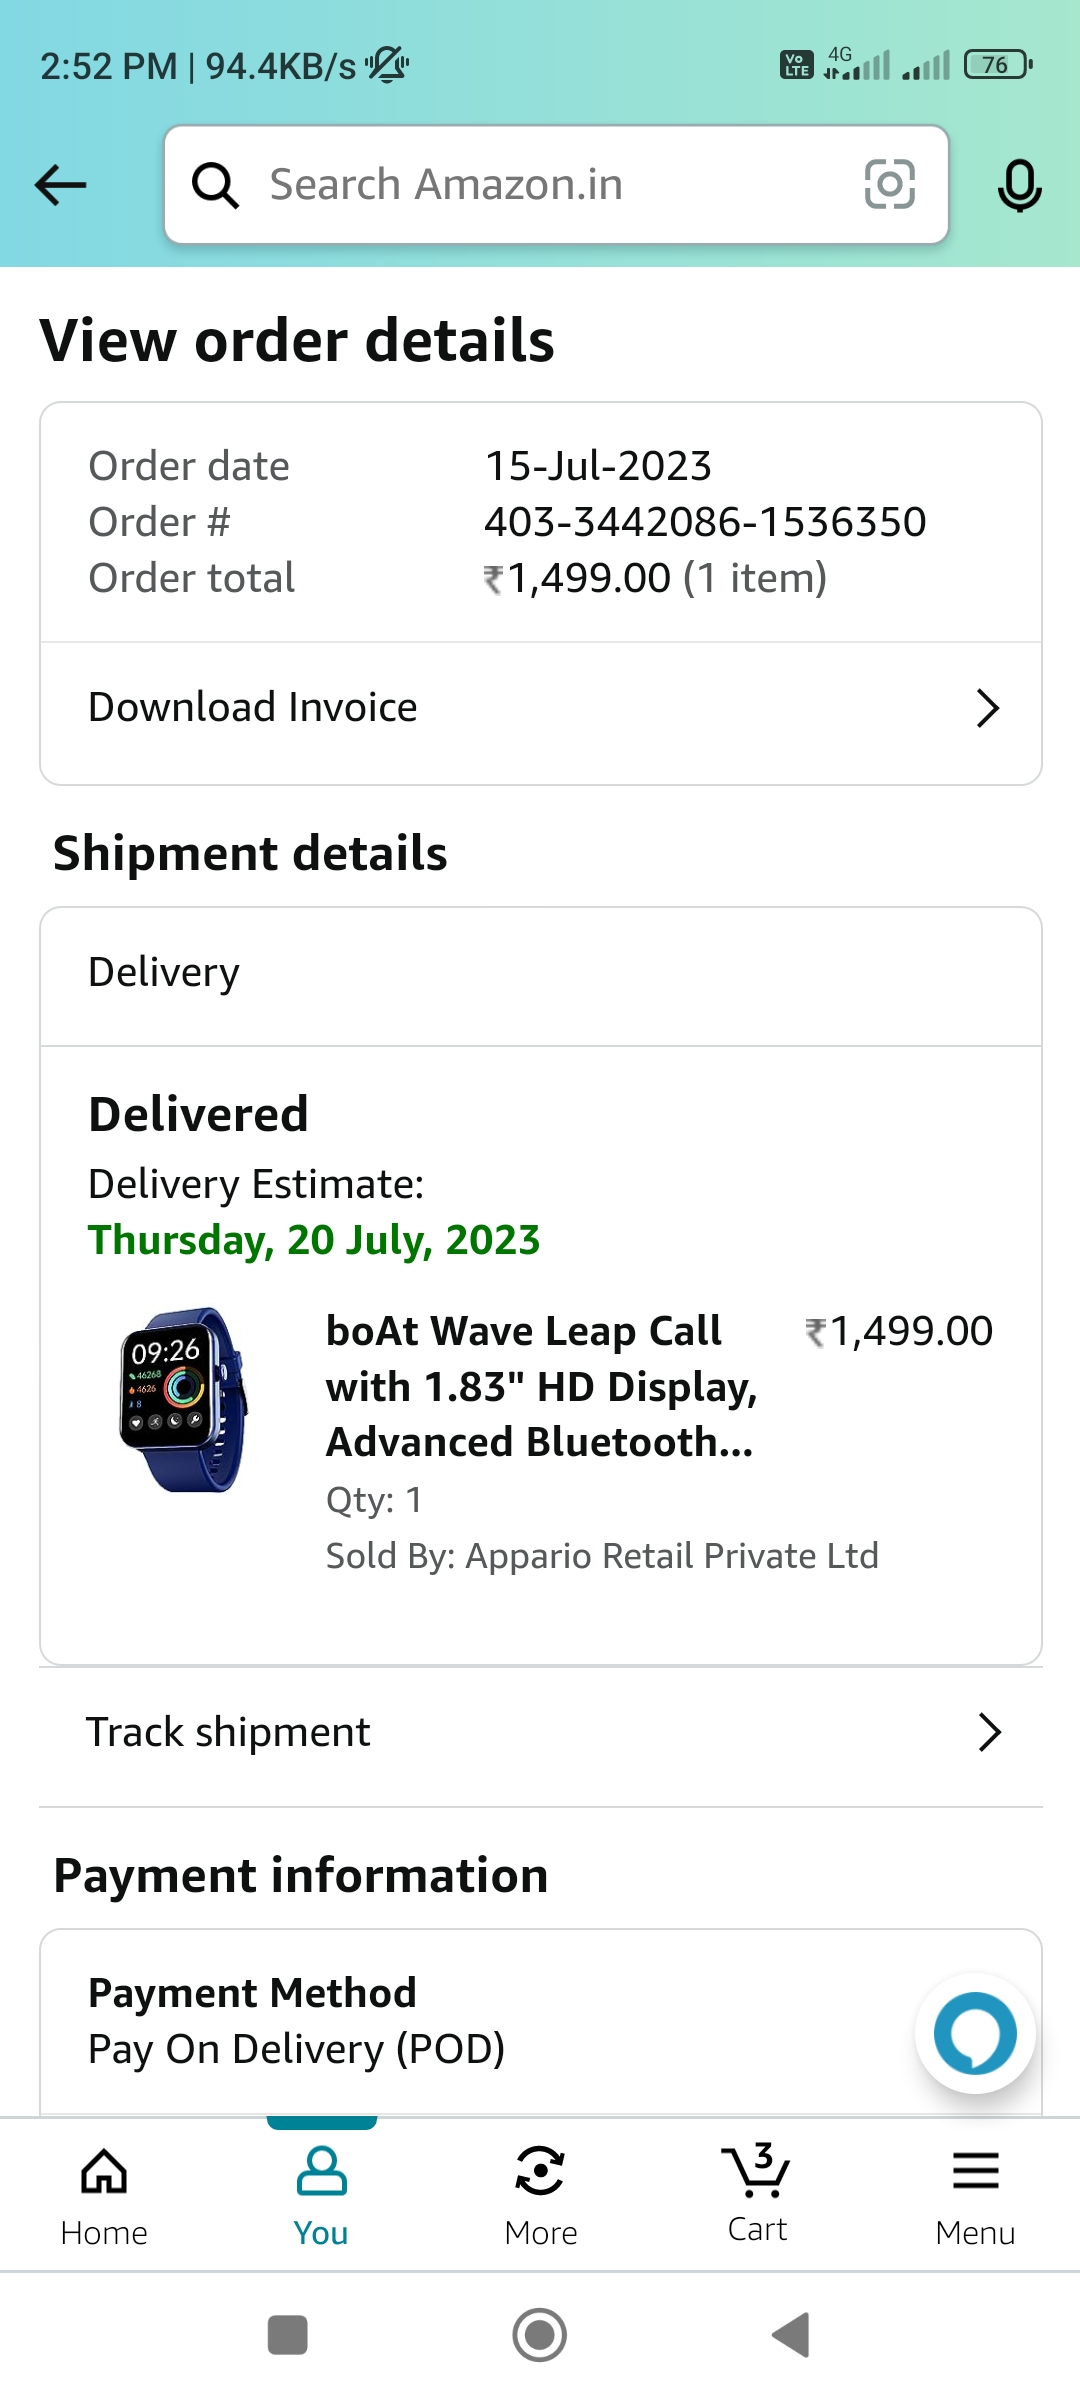 2:52 PM | 94.4KB/s
Vo LTE 4G 76
Search Amazon.in
View order details
Order date 15-Jul-2023
Order # 403-3442086-1536350
Order total ₹1,499.00 (1 item)
Download Invoice
Shipment details
Delivery
Delivered
Delivery Estimate:
Thursday, 20 July, 2023
09:26
46268
4626
8
boAt Wave Leap Call ₹1,499.00
with 1.83" HD Display,
Advanced Bluetooth...
Qty: 1
Sold By: Appario Retail Private Ltd
Track shipment
Payment information
Payment Method
Pay On Delivery (POD)
3
Home You More Cart Menu